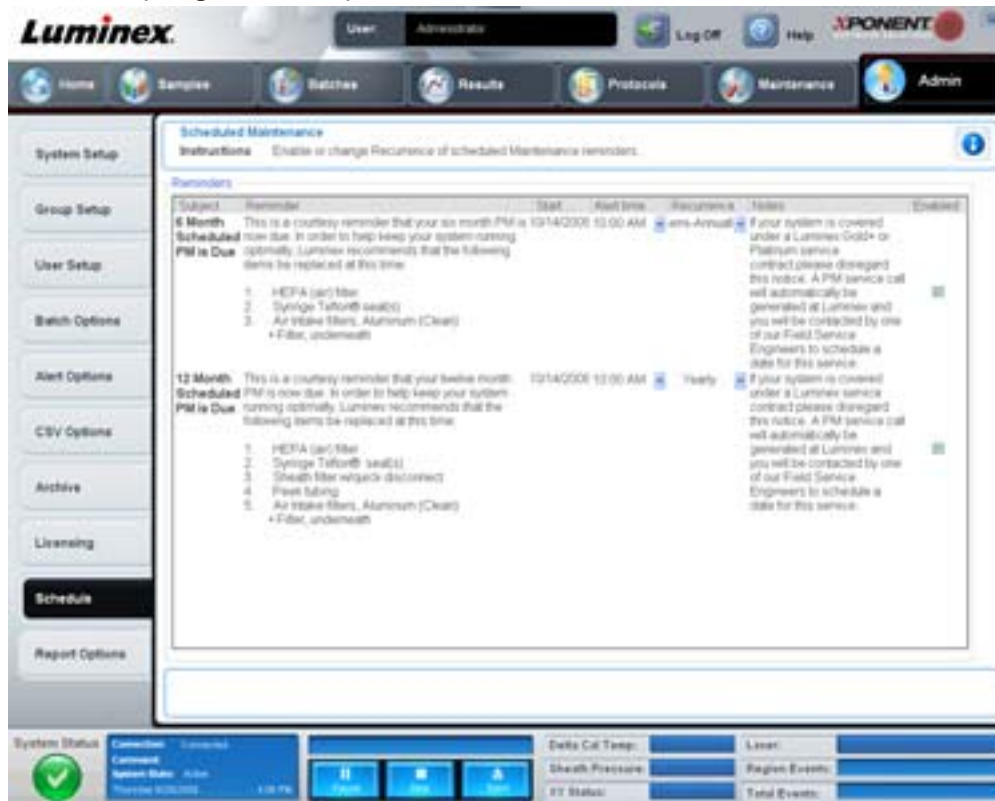 Luminex.
User Administrator Log Off Help XPONENT
Home Samples Batches Results Protocols Maintenance Admin
System Setup
Group Setup
User Setup
Batch Options
Alert Options
CSV Options
Archive
Licensing
Schedule
Report Options
Scheduled Maintenance
Instructions Enable or change Recurrence of scheduled Maintenance reminders.
Reminders
Subject Reminder Start Alert time Recurrence Notes Enabled
6 Month
Scheduled
PM is Due
This is a courtesy reminder that your six month PM is
now due. In order to help keep your system running
optimally, Luminex recommends that the following
items be replaced at this time:
1. HEPA (air) filter
2. Syringe Teflon® seal(s)
3. Air Intake filters, Aluminum (Clean)
• Filter, underneath
10:00 AM
emi-Annual
If your system is covered
under a Luminex Gold+ or
Platinum service
contract please disregard
this notice. A PM service call
will automatically be
generated at Luminex and
you will be contacted by one
of our Field Service
Engineers to schedule a
date for this service.
12 Month
Scheduled
PM is Due
This is a courtesy reminder that your twelve month
PM is now due. In order to help keep your system
running optimally, Luminex recommends that the
following items be replaced at this time:
1. HEPA (air) filter
2. Syringe Teflon® seal(s)
3. Sheath filter w/quick disconnect
4. Peek tubing
5. Air Intake filters, Aluminum (Clean)
• Filter, underneath
10:00 AM
Yearly
If your system is covered
under a Luminex service
contract please disregard
this notice. A PM service call
will automatically be
generated at Luminex and
you will be contacted by one
of our Field Service
Engineers to schedule a
date for this service.
System Status
Connection: Connected
Command:
System State: Active
Thursday
Pause Stop Eject
Delta Cal Temp:
Sheath Pressure:
XY Status:
Laser:
Region Events:
Total Events: